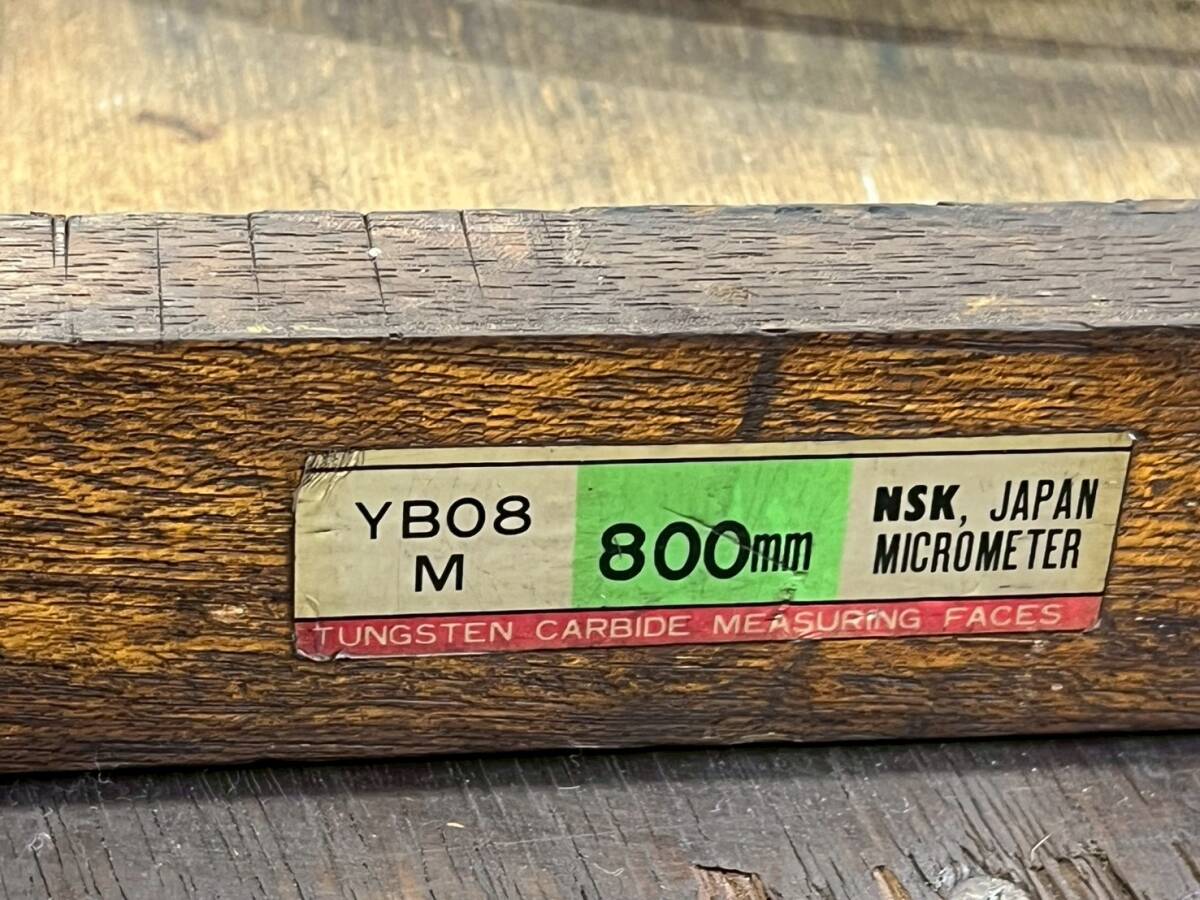 YB08
M
800mm
NSK, JAPAN
MICROMETER
TUNGSTEN CARBIDE MEASURING FACES